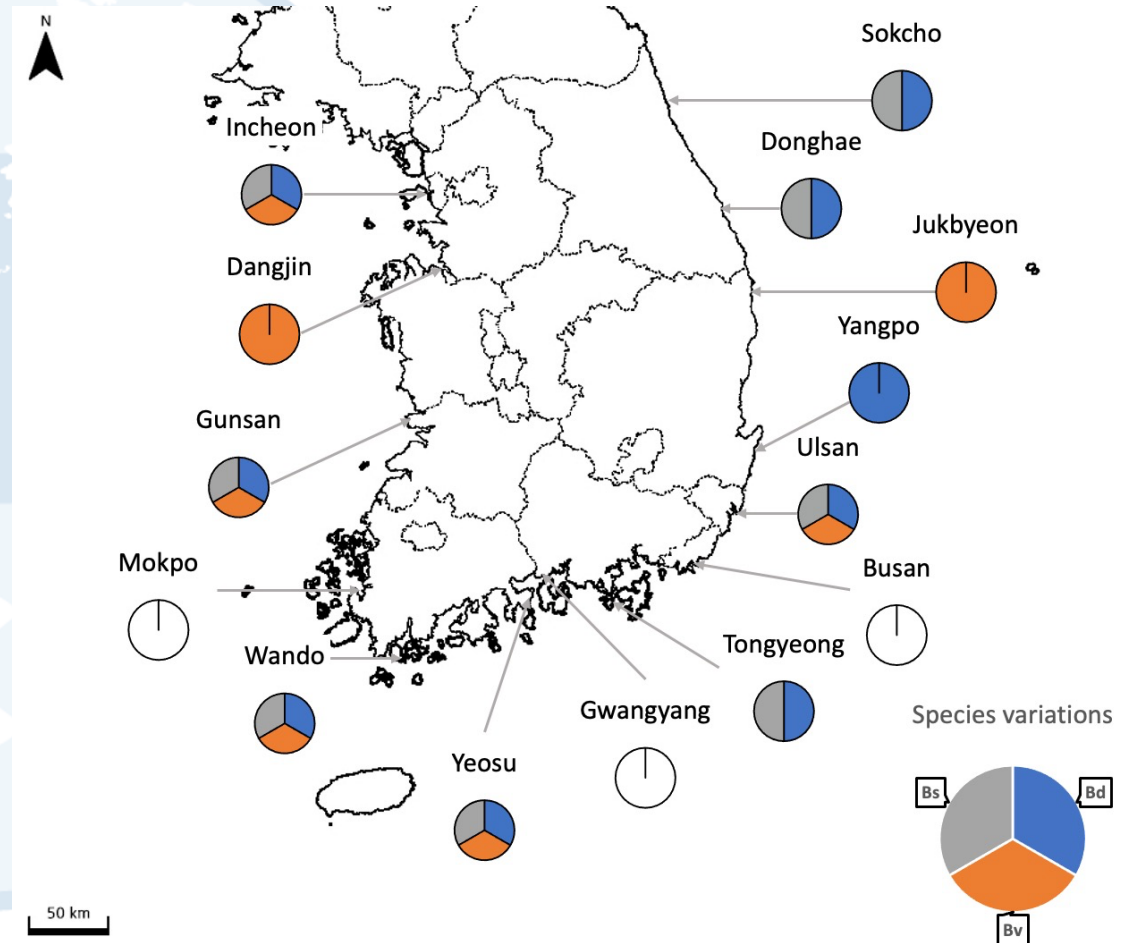 N
Sokcho
Incheon
Donghae
Jukbyeon
Dangjin
Yangpo
Gunsan
Ulsan
Mokpo
Busan
Wando
Tongyeong
Gwangyang
Species variations
Yeosu
Bs
Bd
50 km
Bv